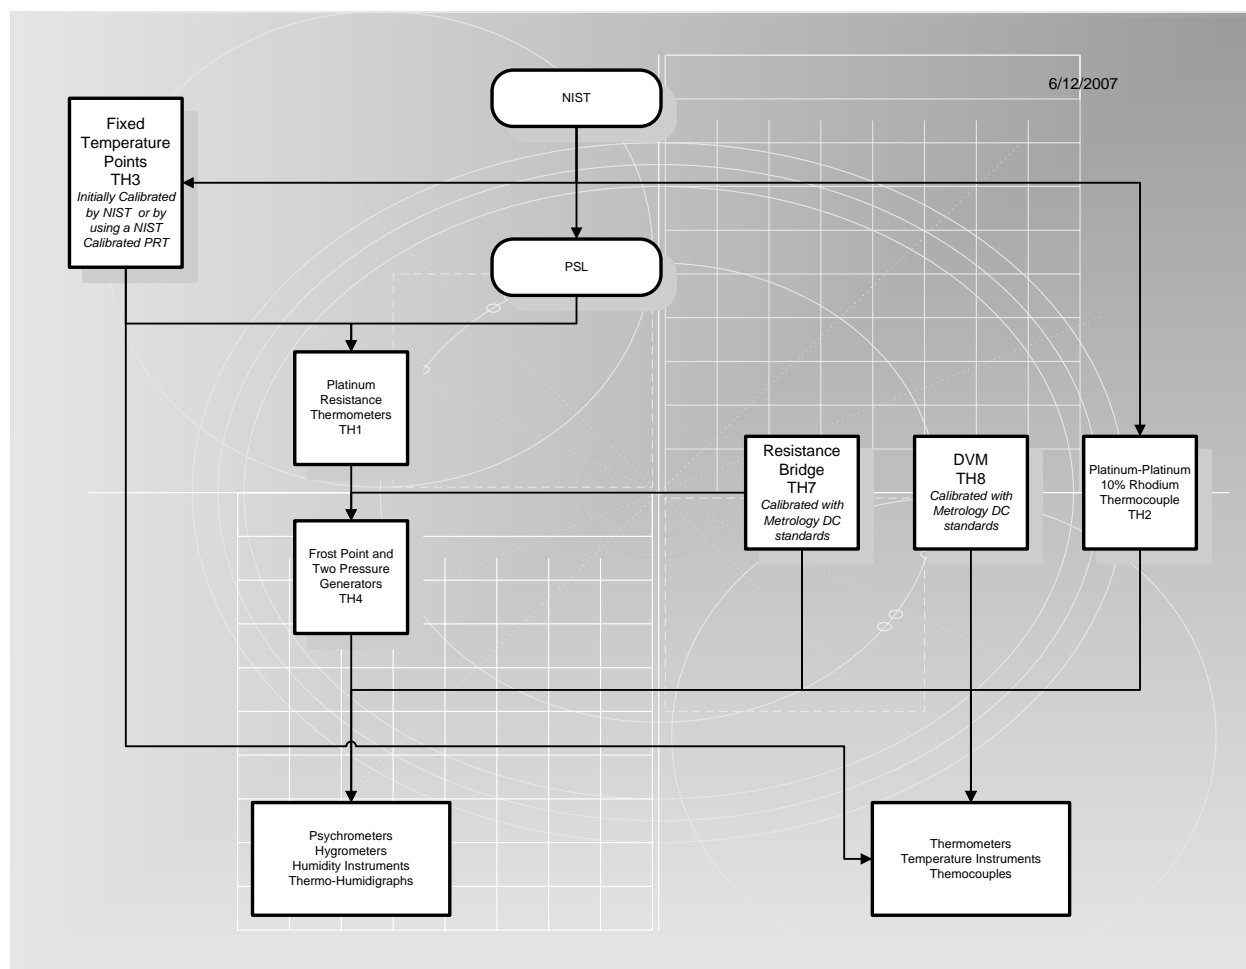 6/12/2007
NIST
Fixed
Temperature
Points
TH3
Initially Calibrated
by NIST or by
using a NIST
Calibrated PRT
PSL
Platinum
Resistance
Thermometers
TH1
Resistance
Bridge
TH7
Calibrated with
Metrology DC
standards
DVM
TH8
Calibrated with
Metrology DC
standards
Platinum-Platinum
10% Rhodium
Thermocouple
TH2
Frost Point and
Two Pressure
Generators
TH4
Psychrometers
Hygrometers
Humidity Instruments
Thermo-Humidigraphs
Thermometers
Temperature Instruments
Themocouples